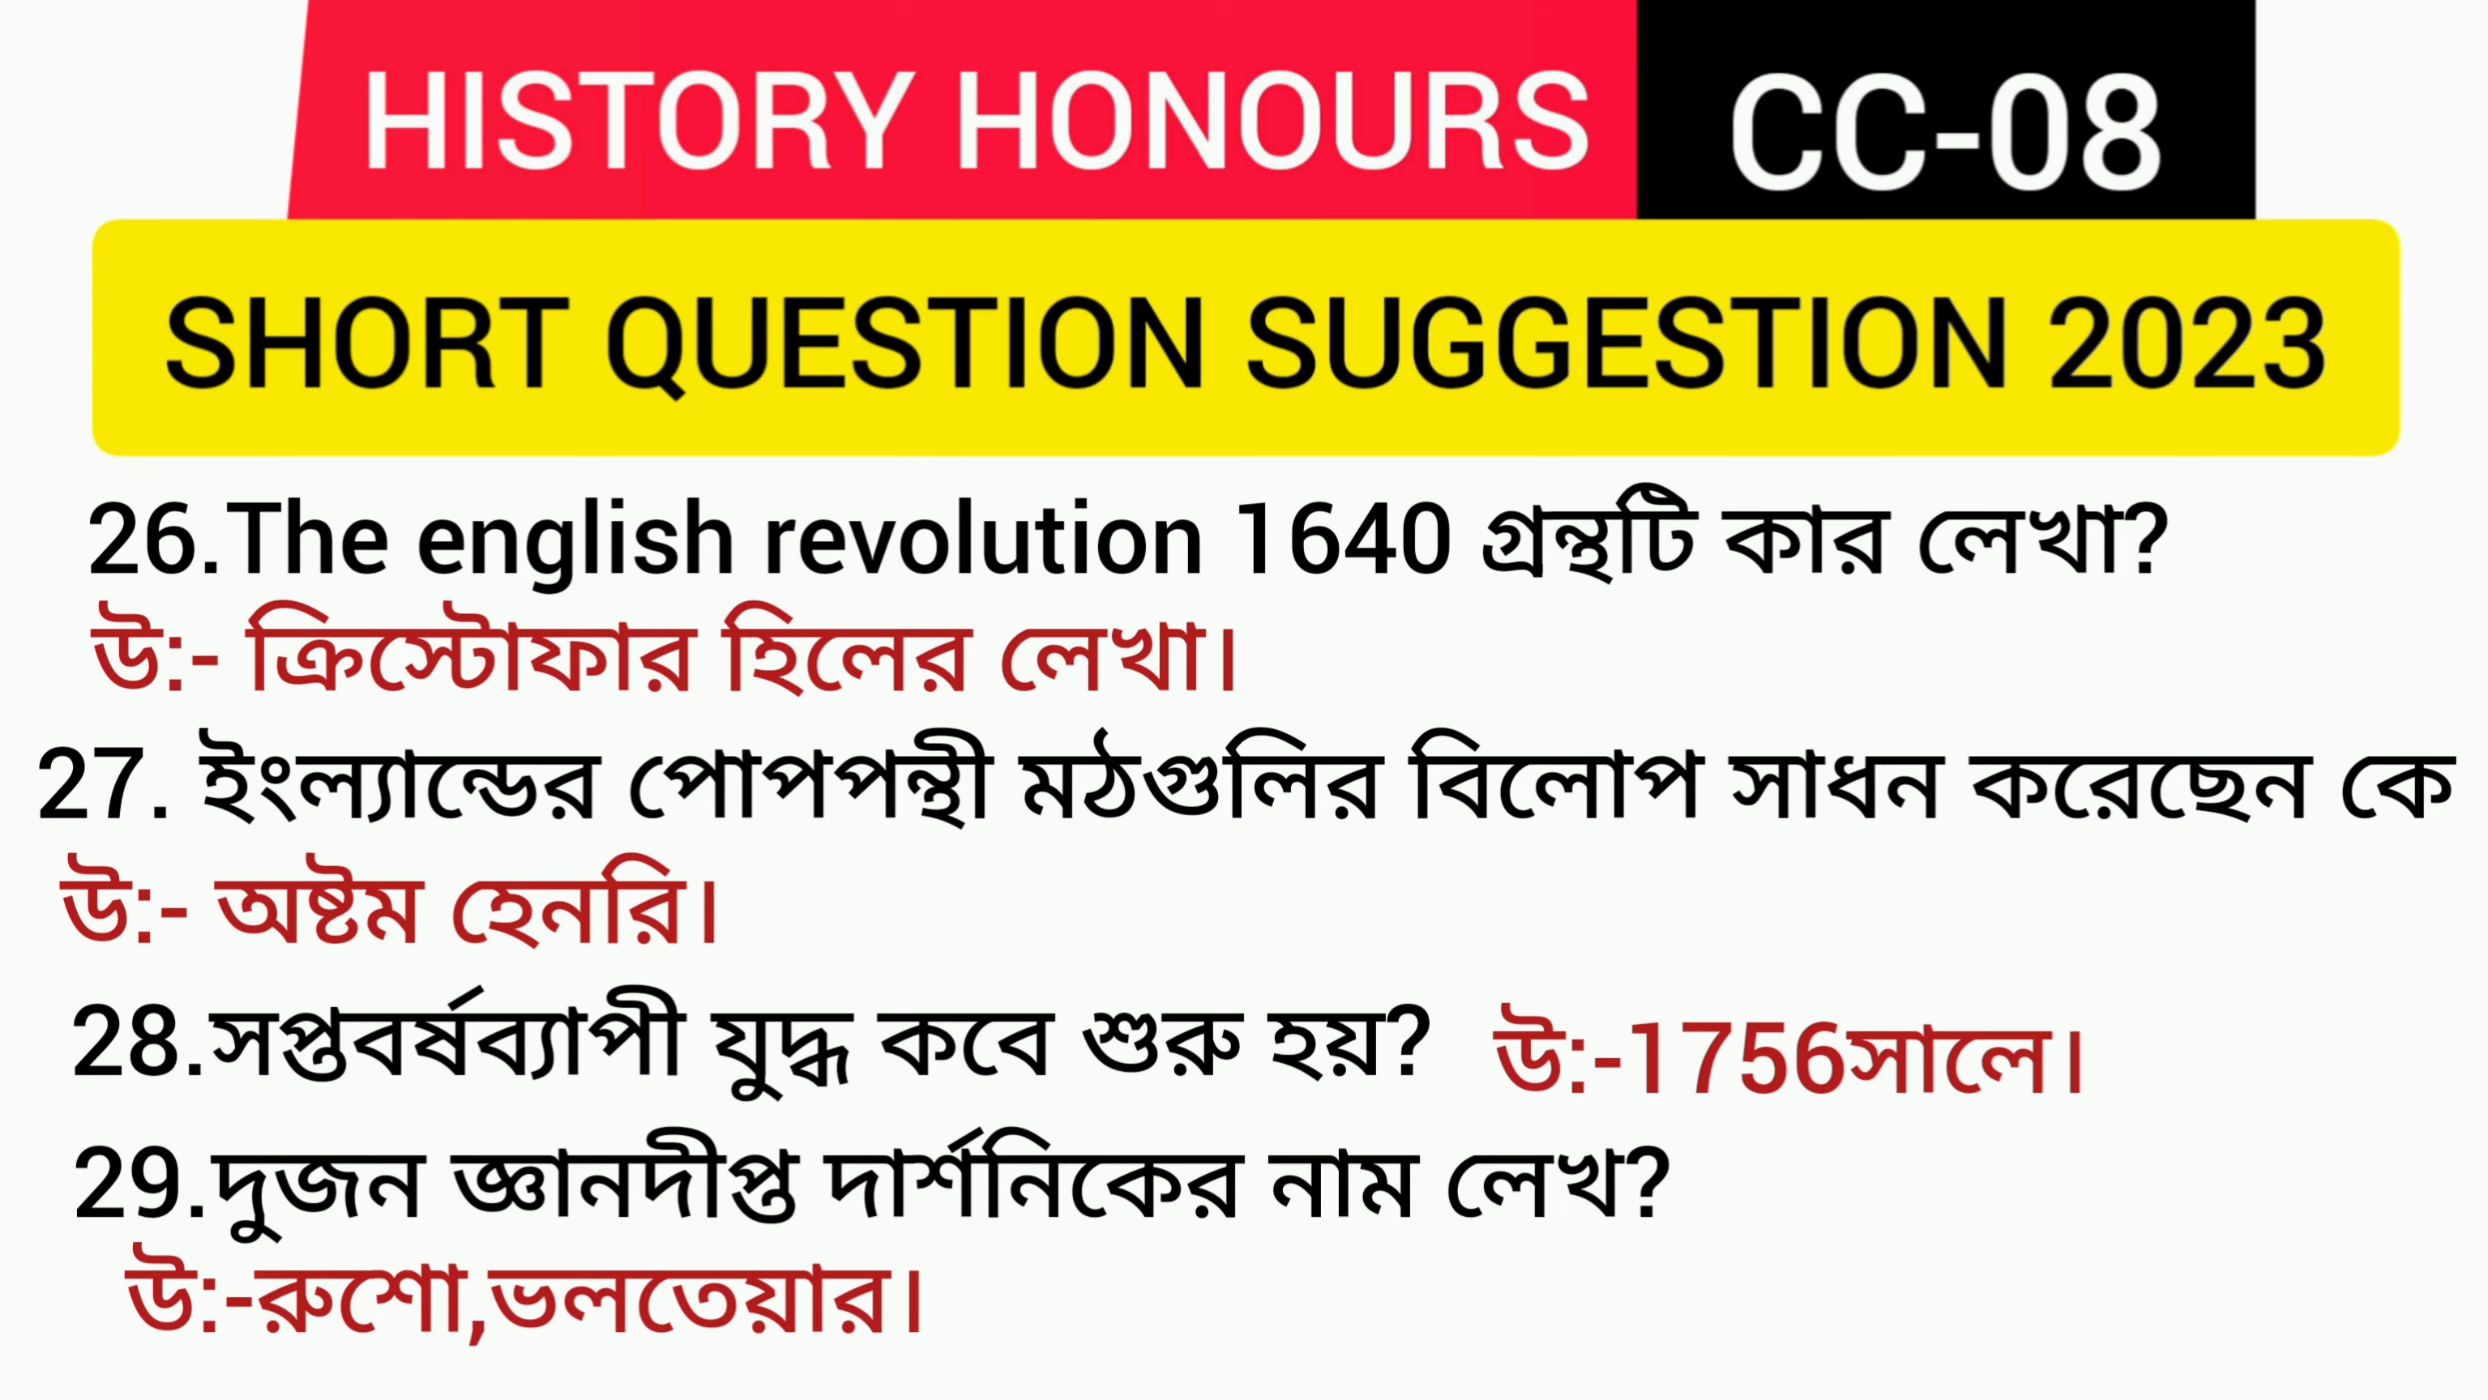 HISTORY HONOURS CC-08
SHORT QUESTION SUGGESTION 2023
26.The english revolution 1640 গ্রন্থটি কার লেখা?
উ:- ক্রিস্টোফার হিলের লেখা।
27. ইংল্যান্ডের পোপপন্থী মঠগুলির বিলোপ সাধন করেছেন কে
উ:- অষ্টম হেনরি।
28.সপ্তবর্ষব্যাপী যুদ্ধ কবে শুরু হয়? উ:-1756সালে।
29.দুজন জ্ঞানদীপ্ত দার্শনিকের নাম লেখ?
উ:-রুশো,ভলতেয়ার।